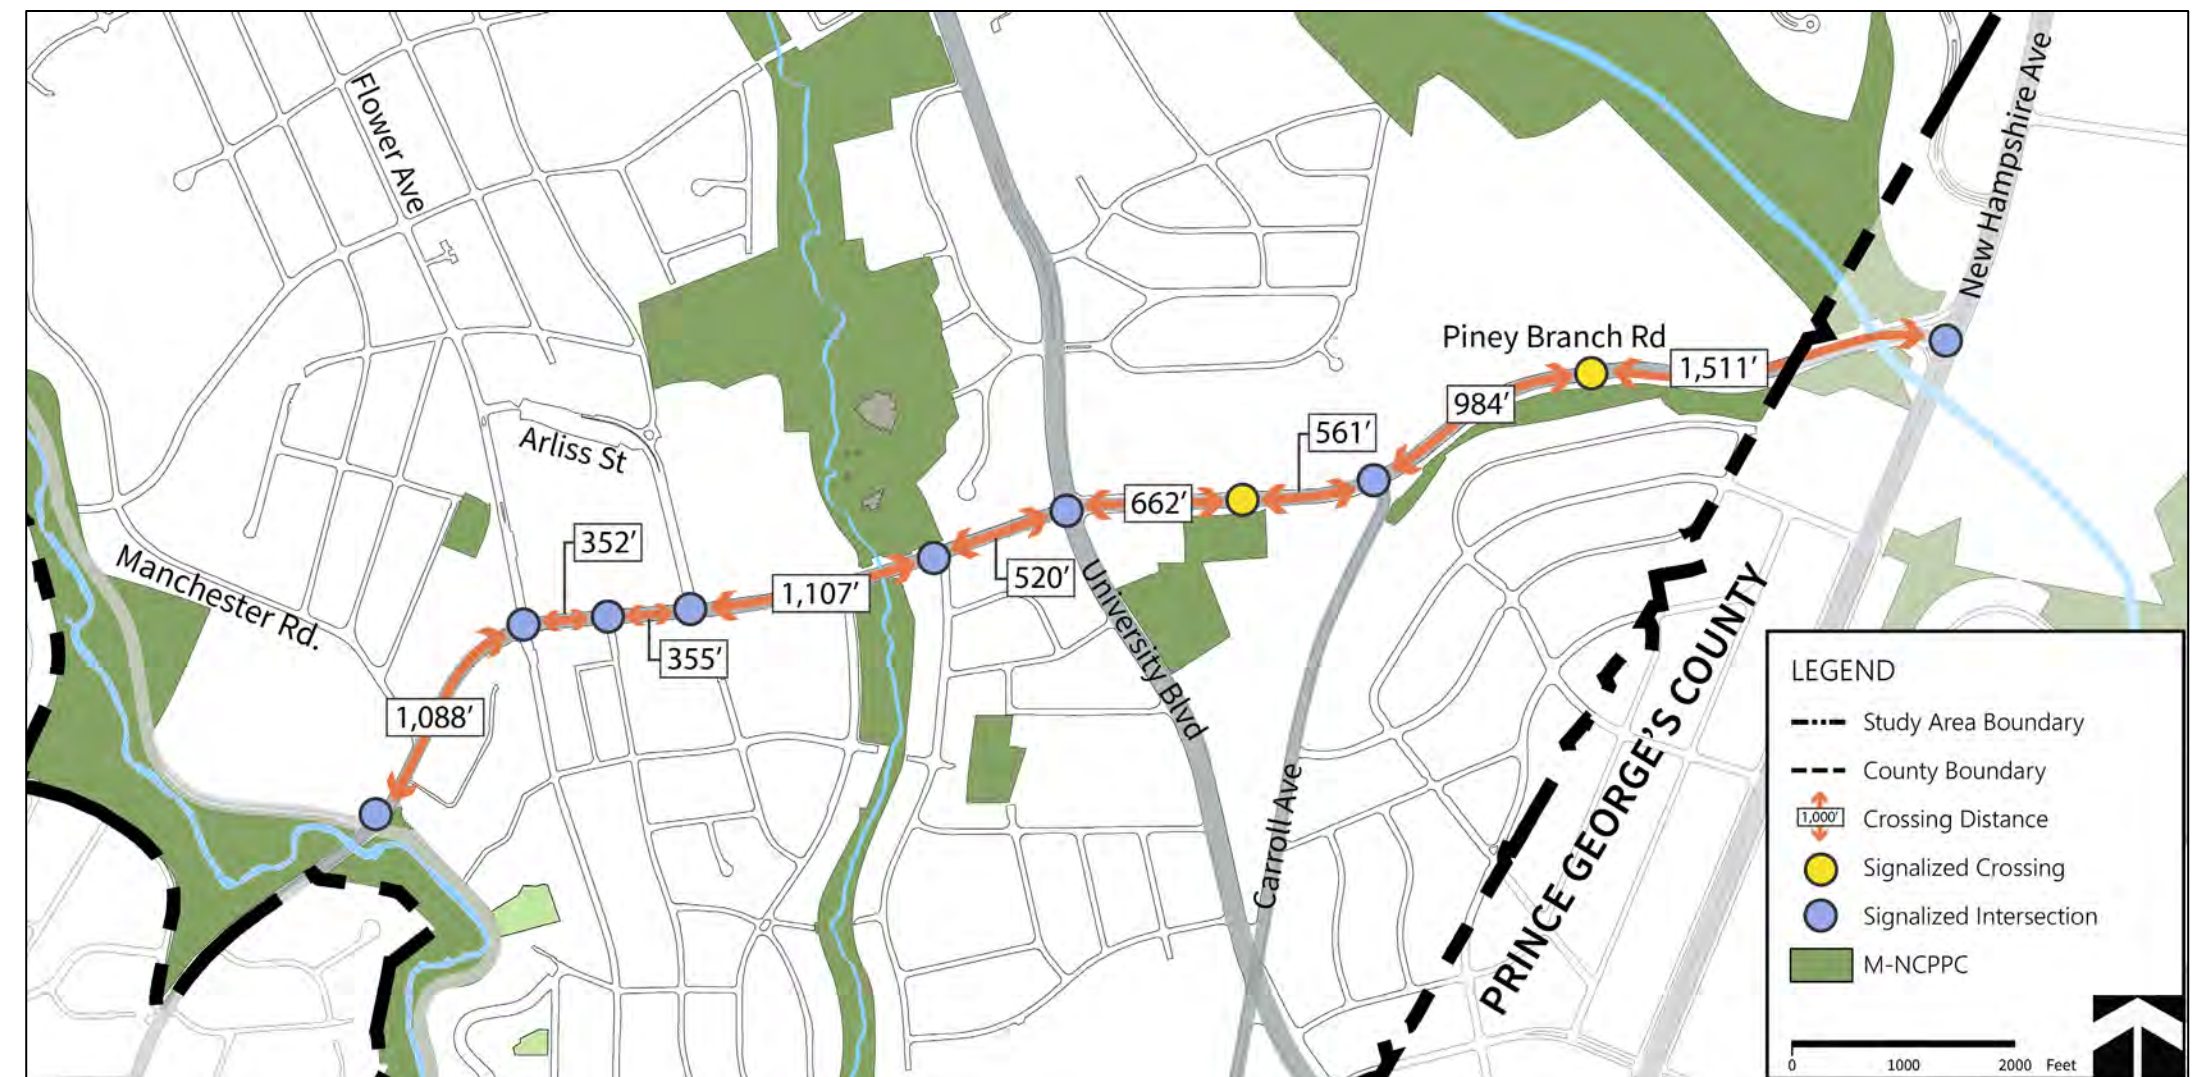 Flower Ave
New Hampshire Ave
Piney Branch Rd
1,511’
984’
561’
Arliss St
662’
352’
Manchester Rd.
520’
1,107’
355’
University Blvd
1,088’
Carroll Ave
PRINCE GEORGE’S COUNTY
LEGEND
Study Area Boundary
County Boundary
1,000’
Crossing Distance
Signalized Crossing
Signalized Intersection
M-NCPPC
0 1000 2000 Feet